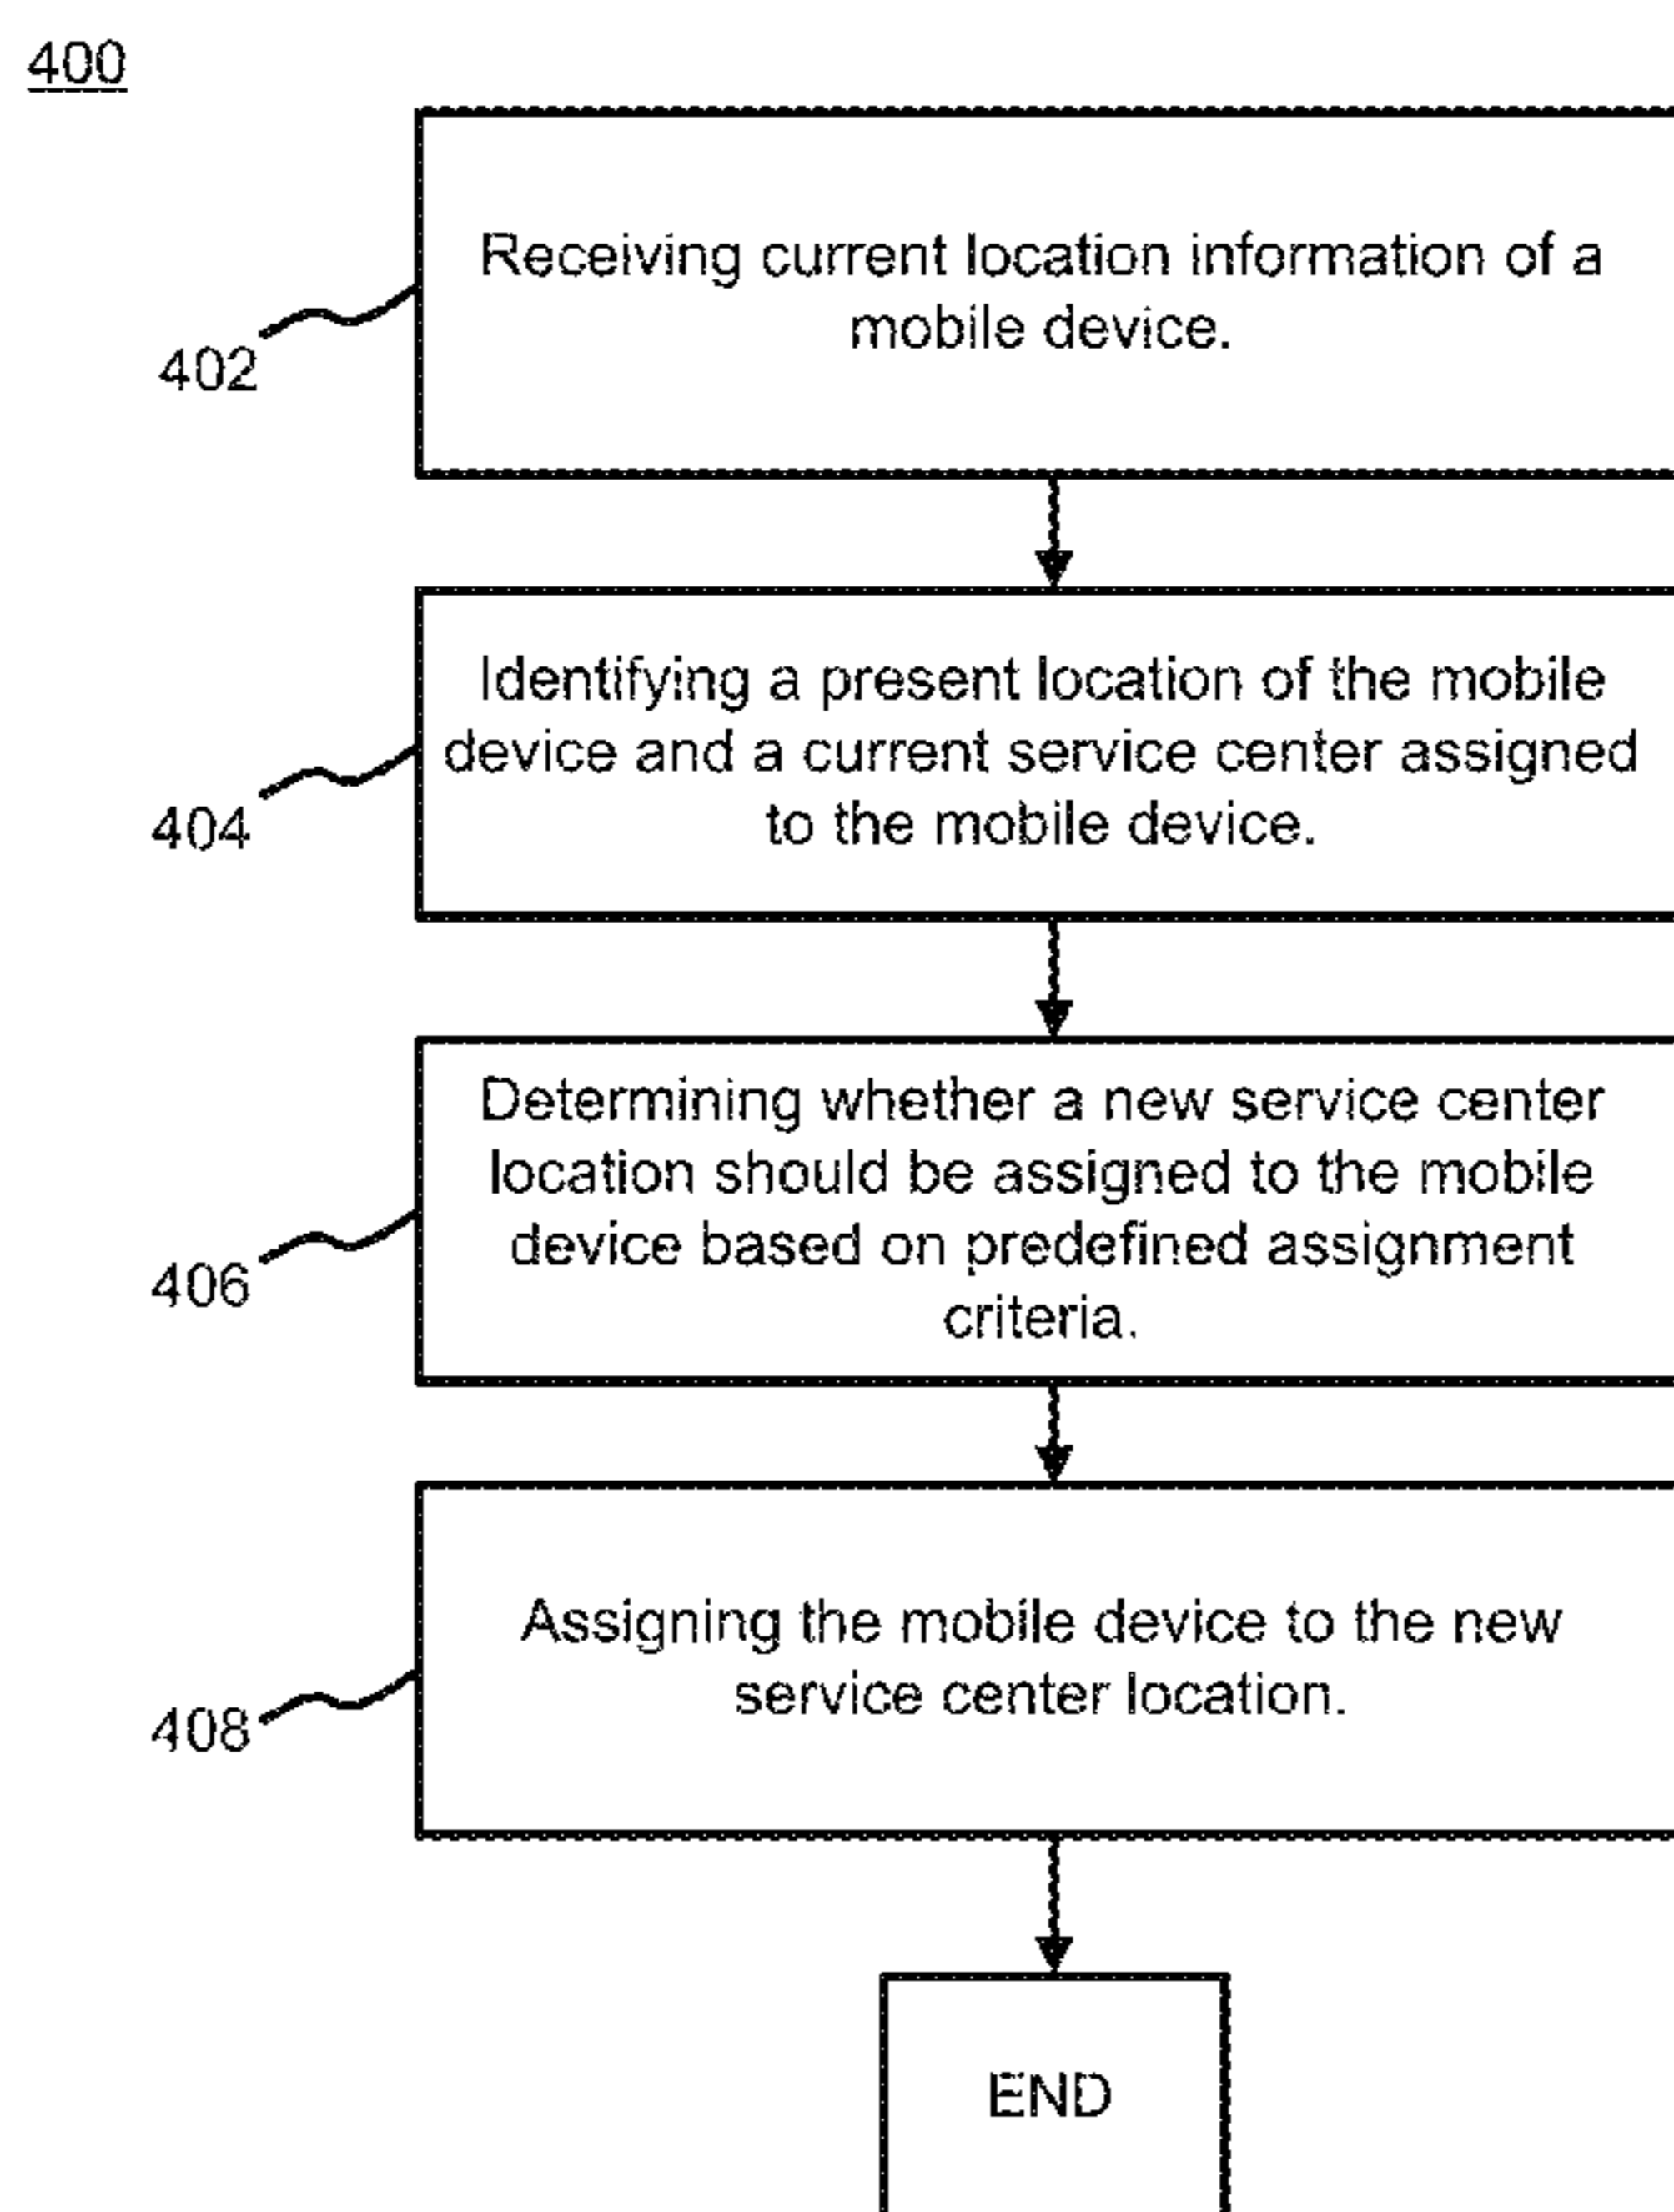 400
Receiving current location information of a
mobile device.
402
Identifying a present location of the mobile
device and a current service center assigned
to the mobile device.
404
Determining whether a new service center
location should be assigned to the mobile
device based on predefined assignment
criteria.
406
Assigning the mobile device to the new
service center location.
408
END